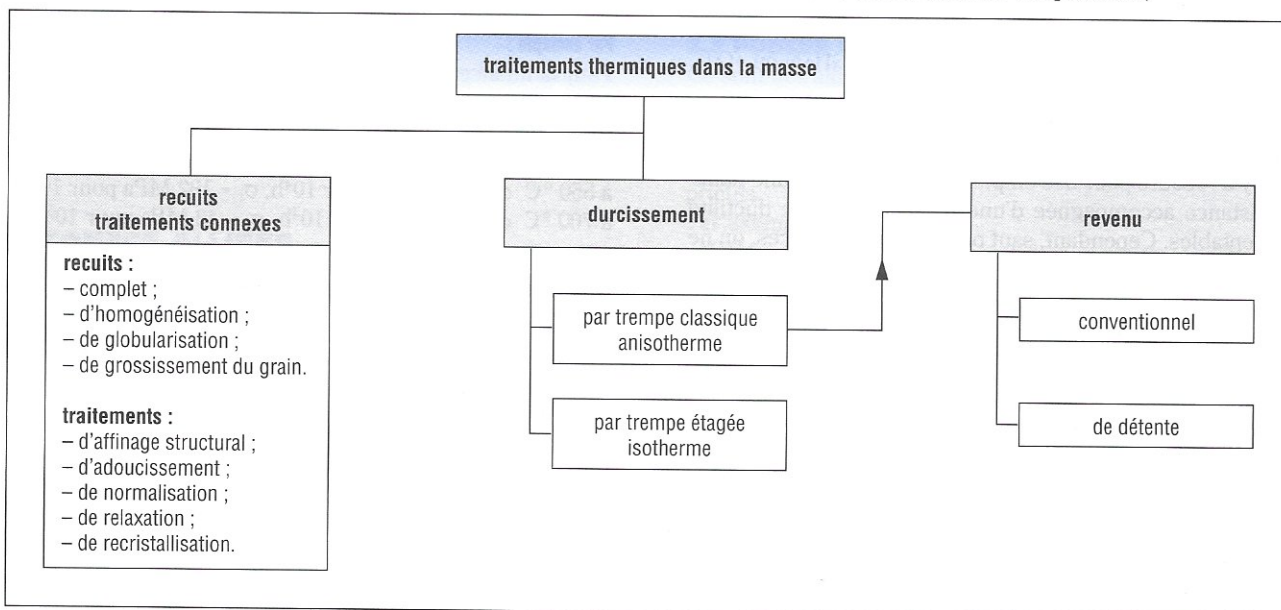 traitements thermiques dans la masse
recuits
traitements connexes
recuits :
– complet ;
– d'homogénéisation ;
– de globularisation ;
– de grossissement du grain.
traitements :
– d'affinage structural ;
– d'adoucissement ;
– de normalisation ;
– de relaxation ;
– de recristallisation.
durcissement
par trempe classique
anisotherme
par trempe étagée
isotherme
revenu
conventionnel
de détente